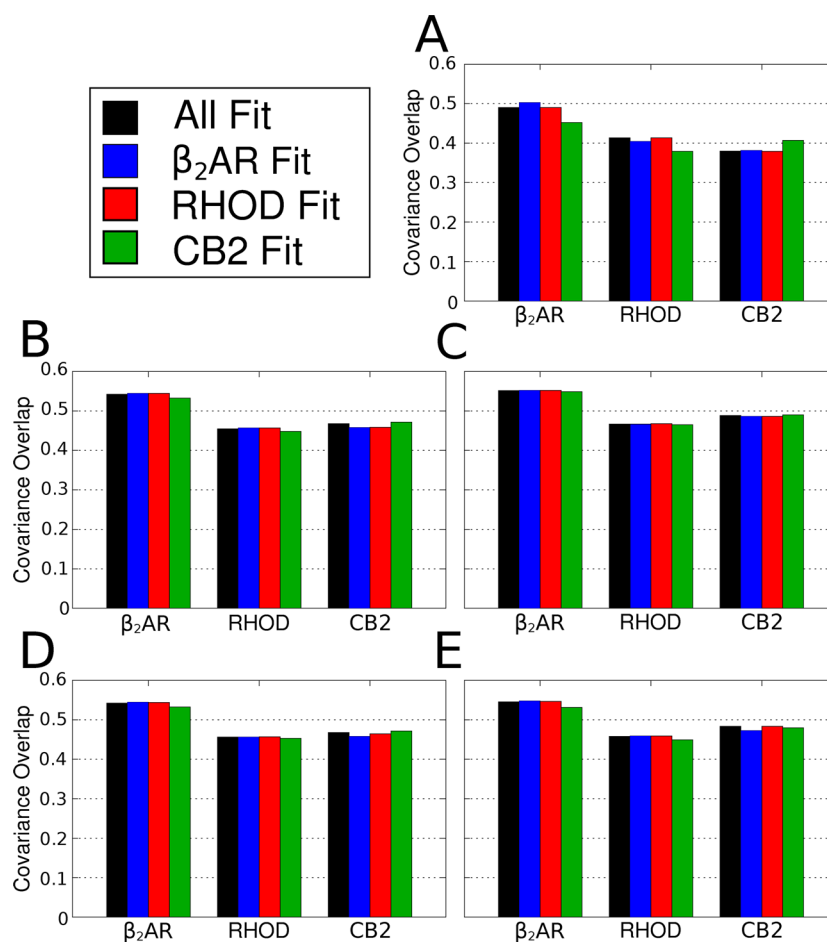 A
All Fit
β₂AR Fit
RHOD Fit
CB2 Fit
Covariance Overlap
0.6
0.5
0.4
0.3
0.2
0.1
0
β₂AR RHOD CB2
B
Covariance Overlap
0.6
0.5
0.4
0.3
0.2
0.1
0
β₂AR RHOD CB2
C
β₂AR RHOD CB2
D
Covariance Overlap
0.6
0.5
0.4
0.3
0.2
0.1
0
β₂AR RHOD CB2
E
β₂AR RHOD CB2